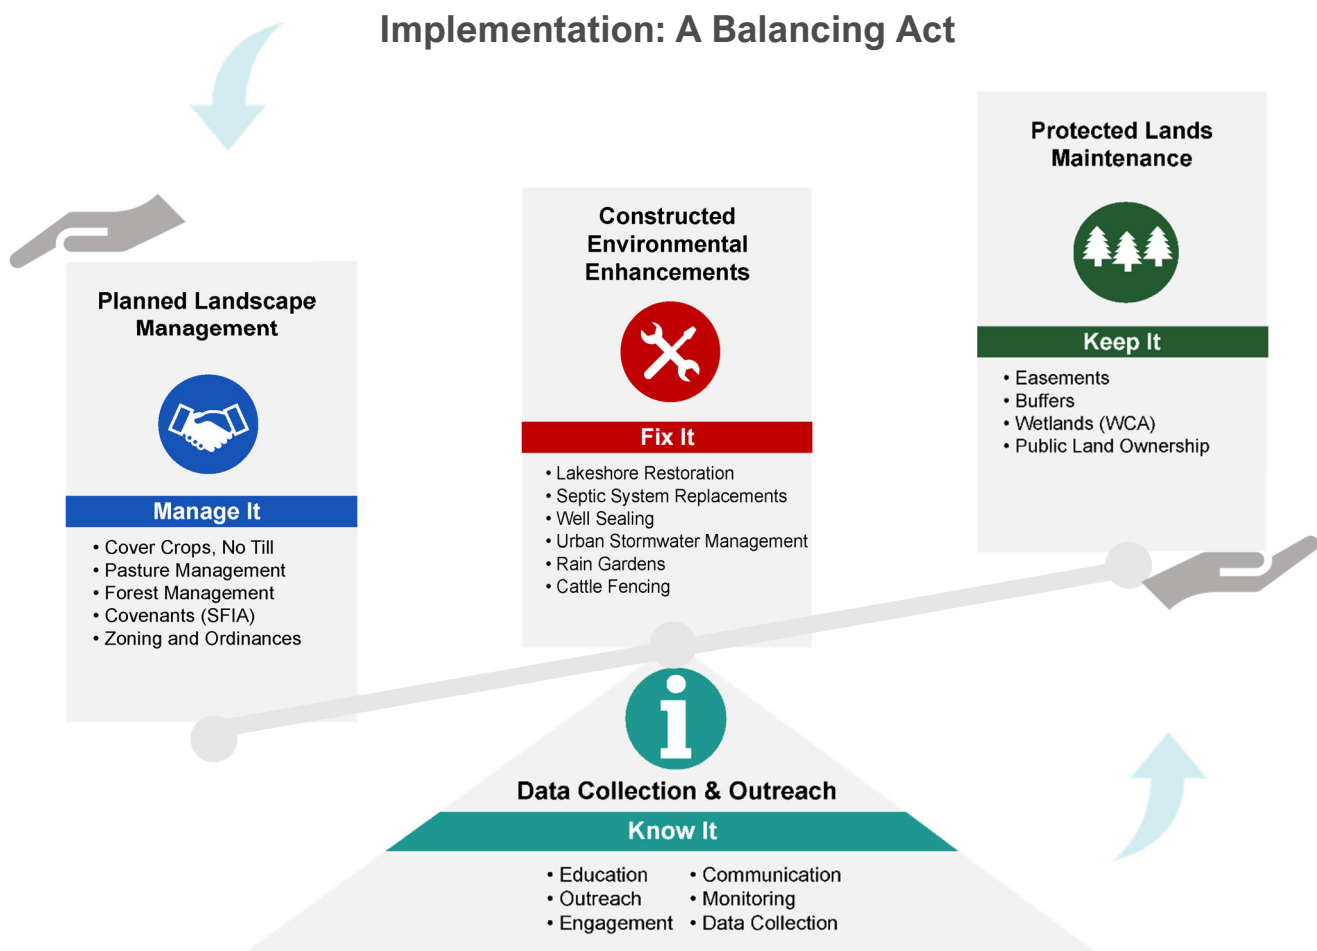 Implementation: A Balancing Act
Planned Landscape
Management
Manage It
• Cover Crops, No Till
• Pasture Management
• Forest Management
• Covenants (SFIA)
• Zoning and Ordinances
Constructed
Environmental
Enhancements
Fix It
• Lakeshore Restoration
• Septic System Replacements
• Well Sealing
• Urban Stormwater Management
• Rain Gardens
• Cattle Fencing
Protected Lands
Maintenance
Keep It
• Easements
• Buffers
• Wetlands (WCA)
• Public Land Ownership
Data Collection & Outreach
Know It
• Education
• Outreach
• Engagement
• Communication
• Monitoring
• Data Collection